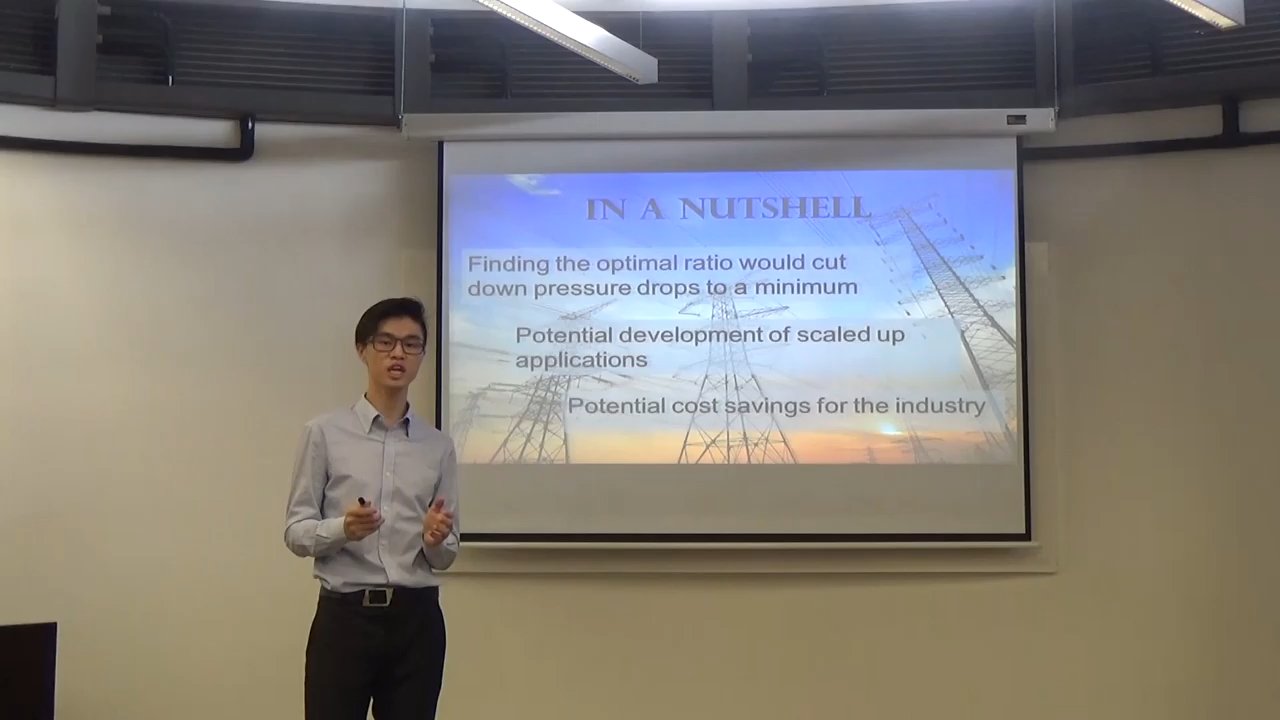 IN A NUTSHELL
Finding the optimal ratio would cut
down pressure drops to a minimum
Potential development of scaled up
applications
Potential cost savings for the industry